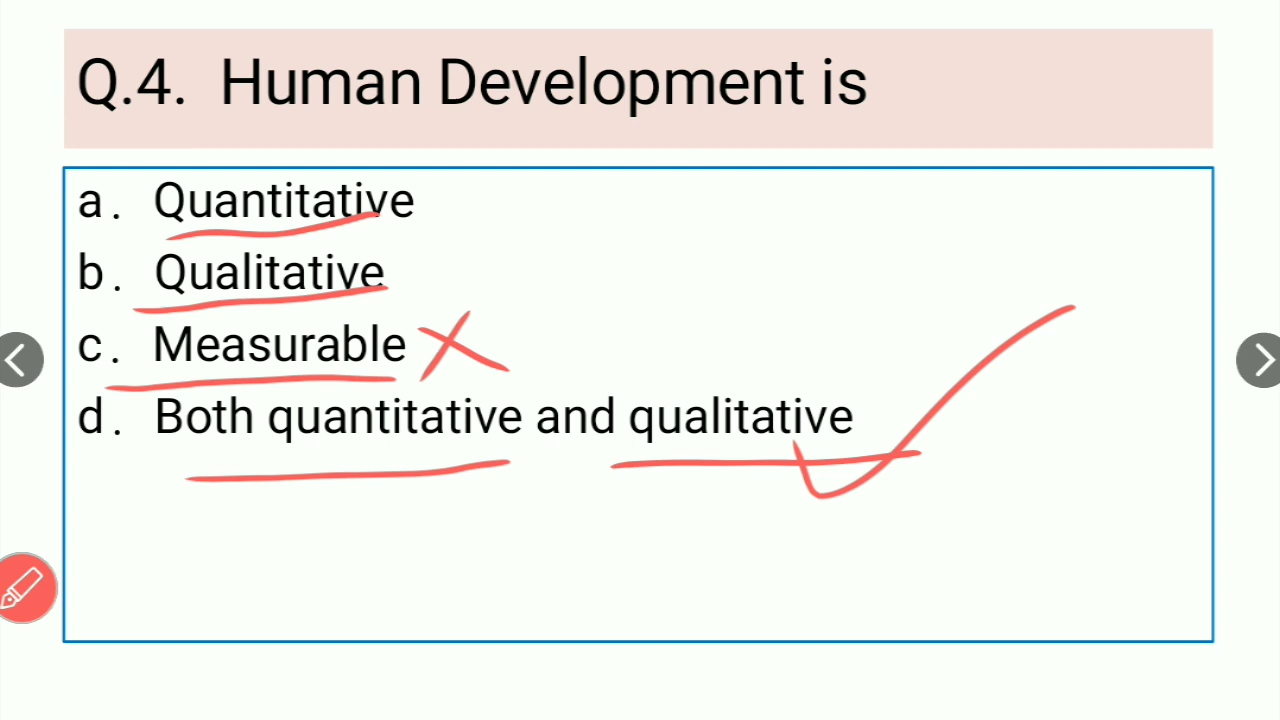 Q.4. Human Development is
a. Quantitative
b. Qualitative
c. Measurable
d. Both quantitative and qualitative